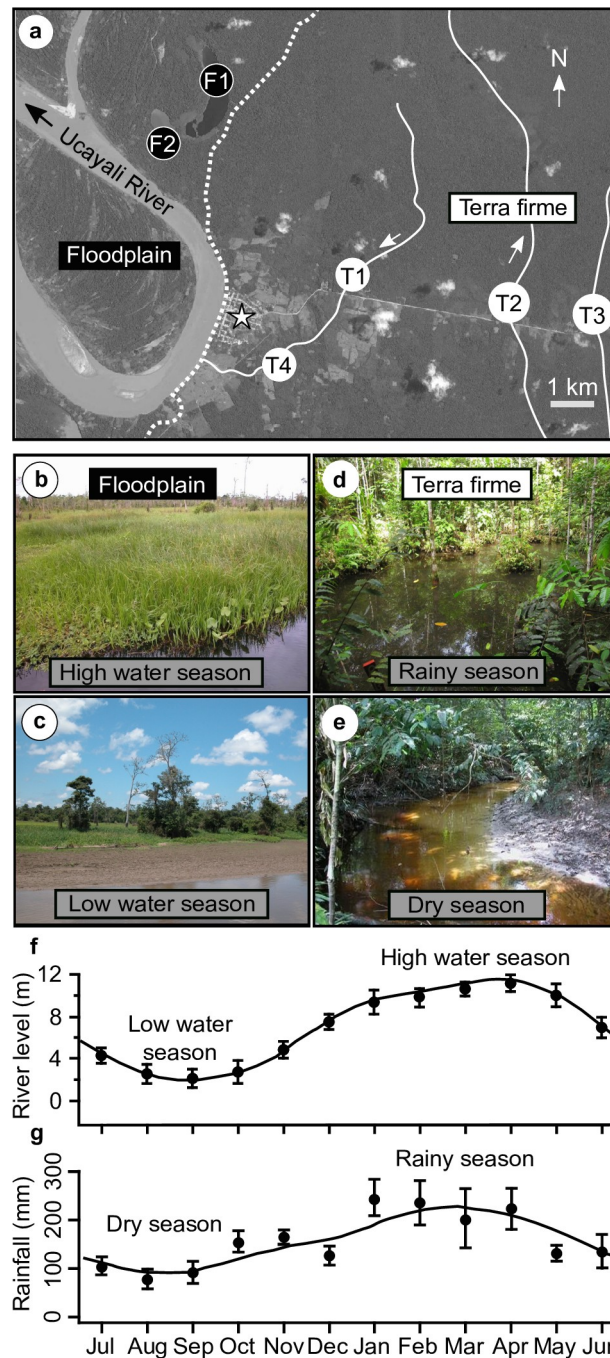 a
F1
F2
N
Ucayali River
Floodplain
Terra firme
T1
T2
T3
T4
1 km
b
Floodplain
High water season
d
Terra firme
Rainy season
c
Low water season
e
Dry season
f
River level (m)
12
8
4
0
Low water
season
High water season
g
Rainfall (mm)
300
200
100
0
Dry season
Rainy season
Jul Aug Sep Oct Nov Dec Jan Feb Mar Apr May Jun